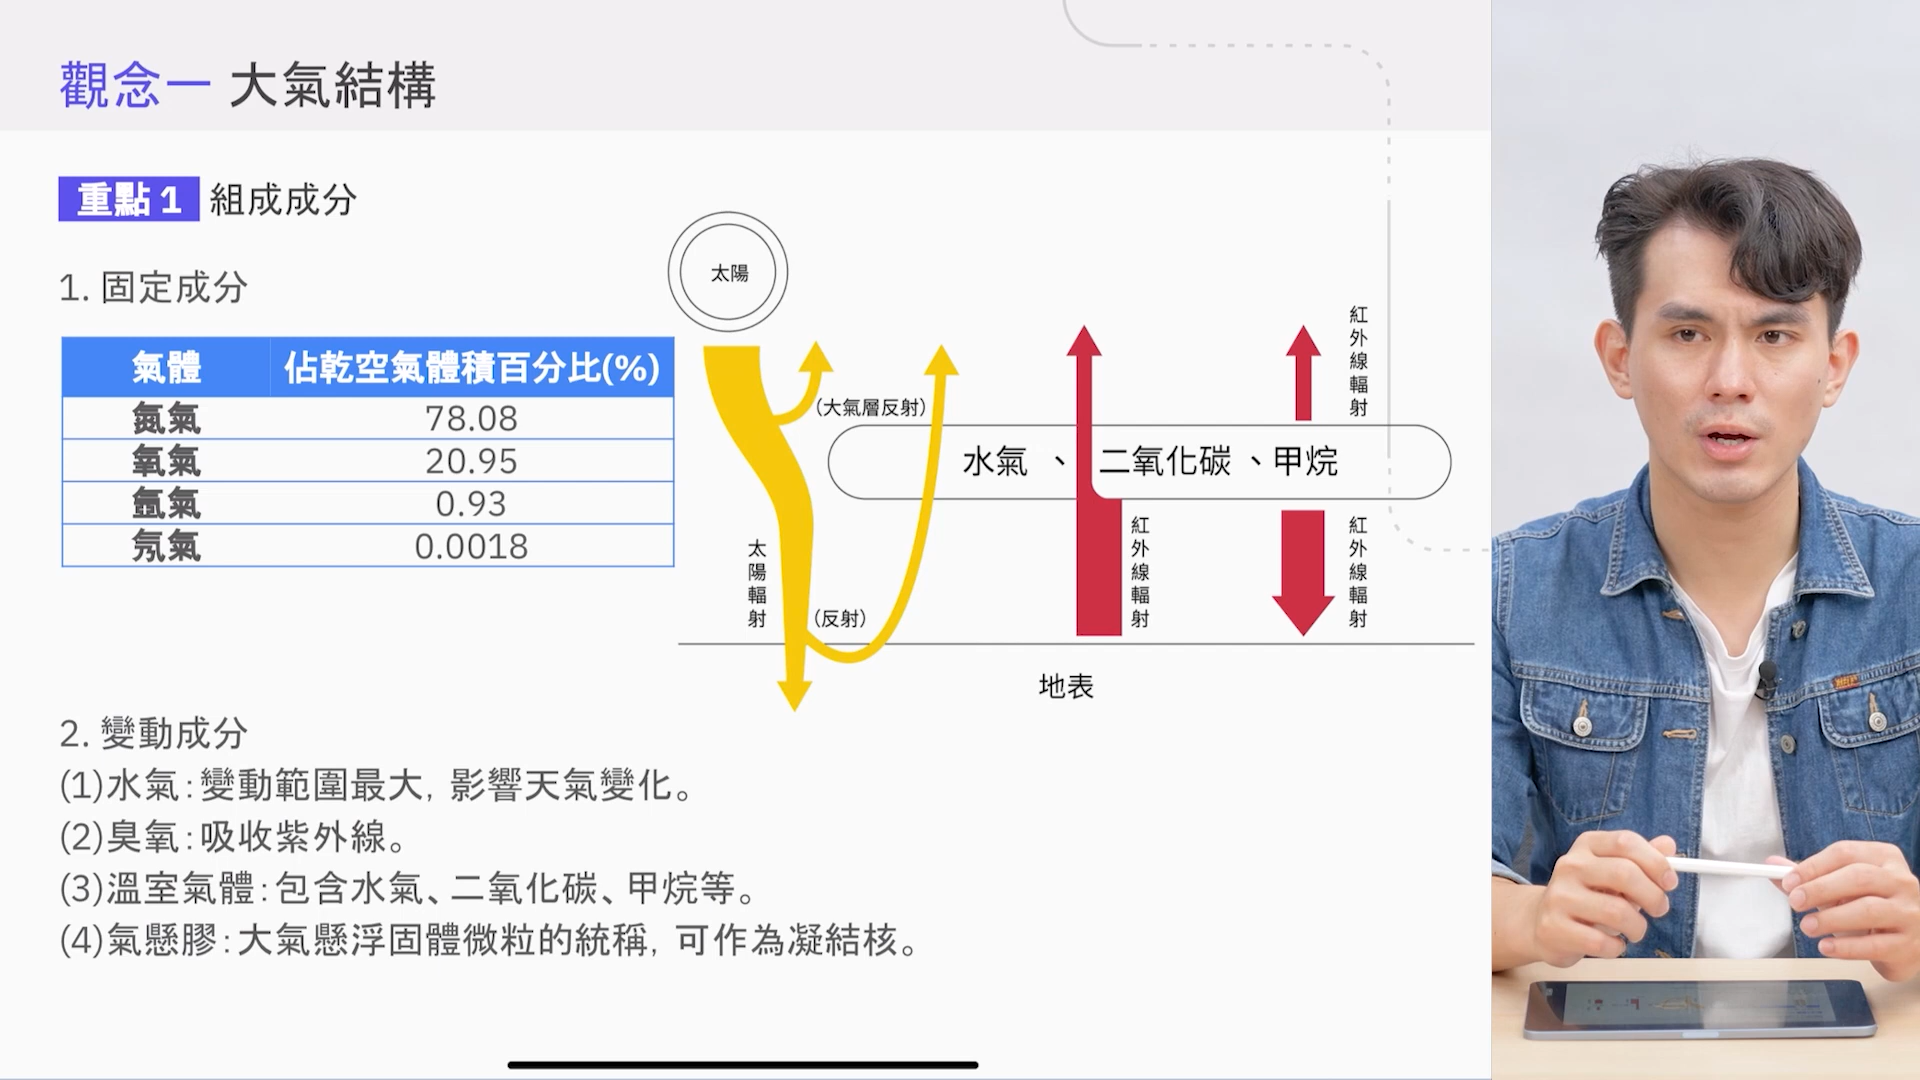 觀念一 大氣結構
重點 1 組成成分
1. 固定成分
氣體 佔乾空氣體積百分比(%)
氮氣 78.08
氧氣 20.95
氬氣 0.93
氖氣 0.0018
太陽
(大氣層反射)
水氣 、 二氧化碳 、甲烷
紅外線輻射
太陽輻射
(反射)
紅外線輻射
紅外線輻射
地表
2. 變動成分
(1)水氣:變動範圍最大, 影響天氣變化。
(2)臭氧:吸收紫外線。
(3)溫室氣體:包含水氣、二氧化碳、甲烷等。
(4)氣懸膠:大氣懸浮固體微粒的統稱, 可作為凝結核。